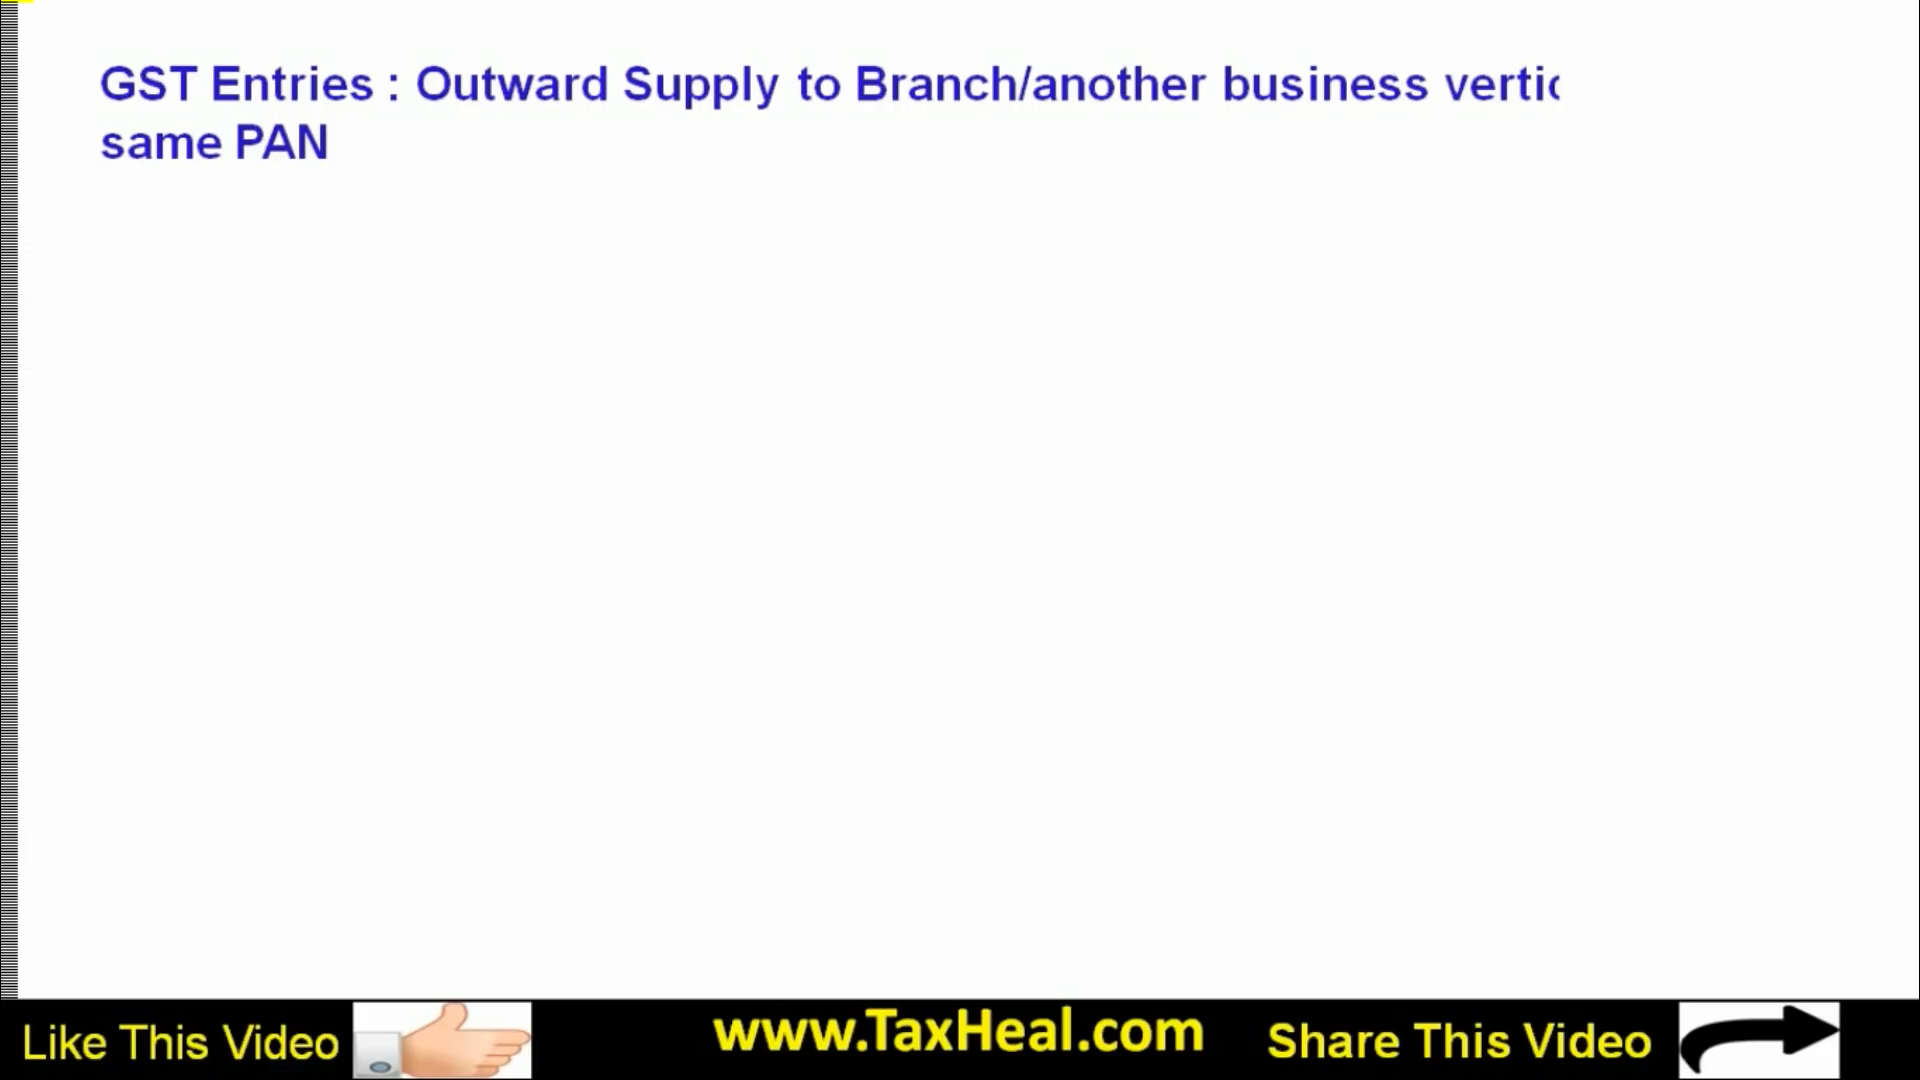 GST Entries : Outward Supply to Branch/another business
same PAN
Like This Video
www.TaxHeal.com
Share This Video